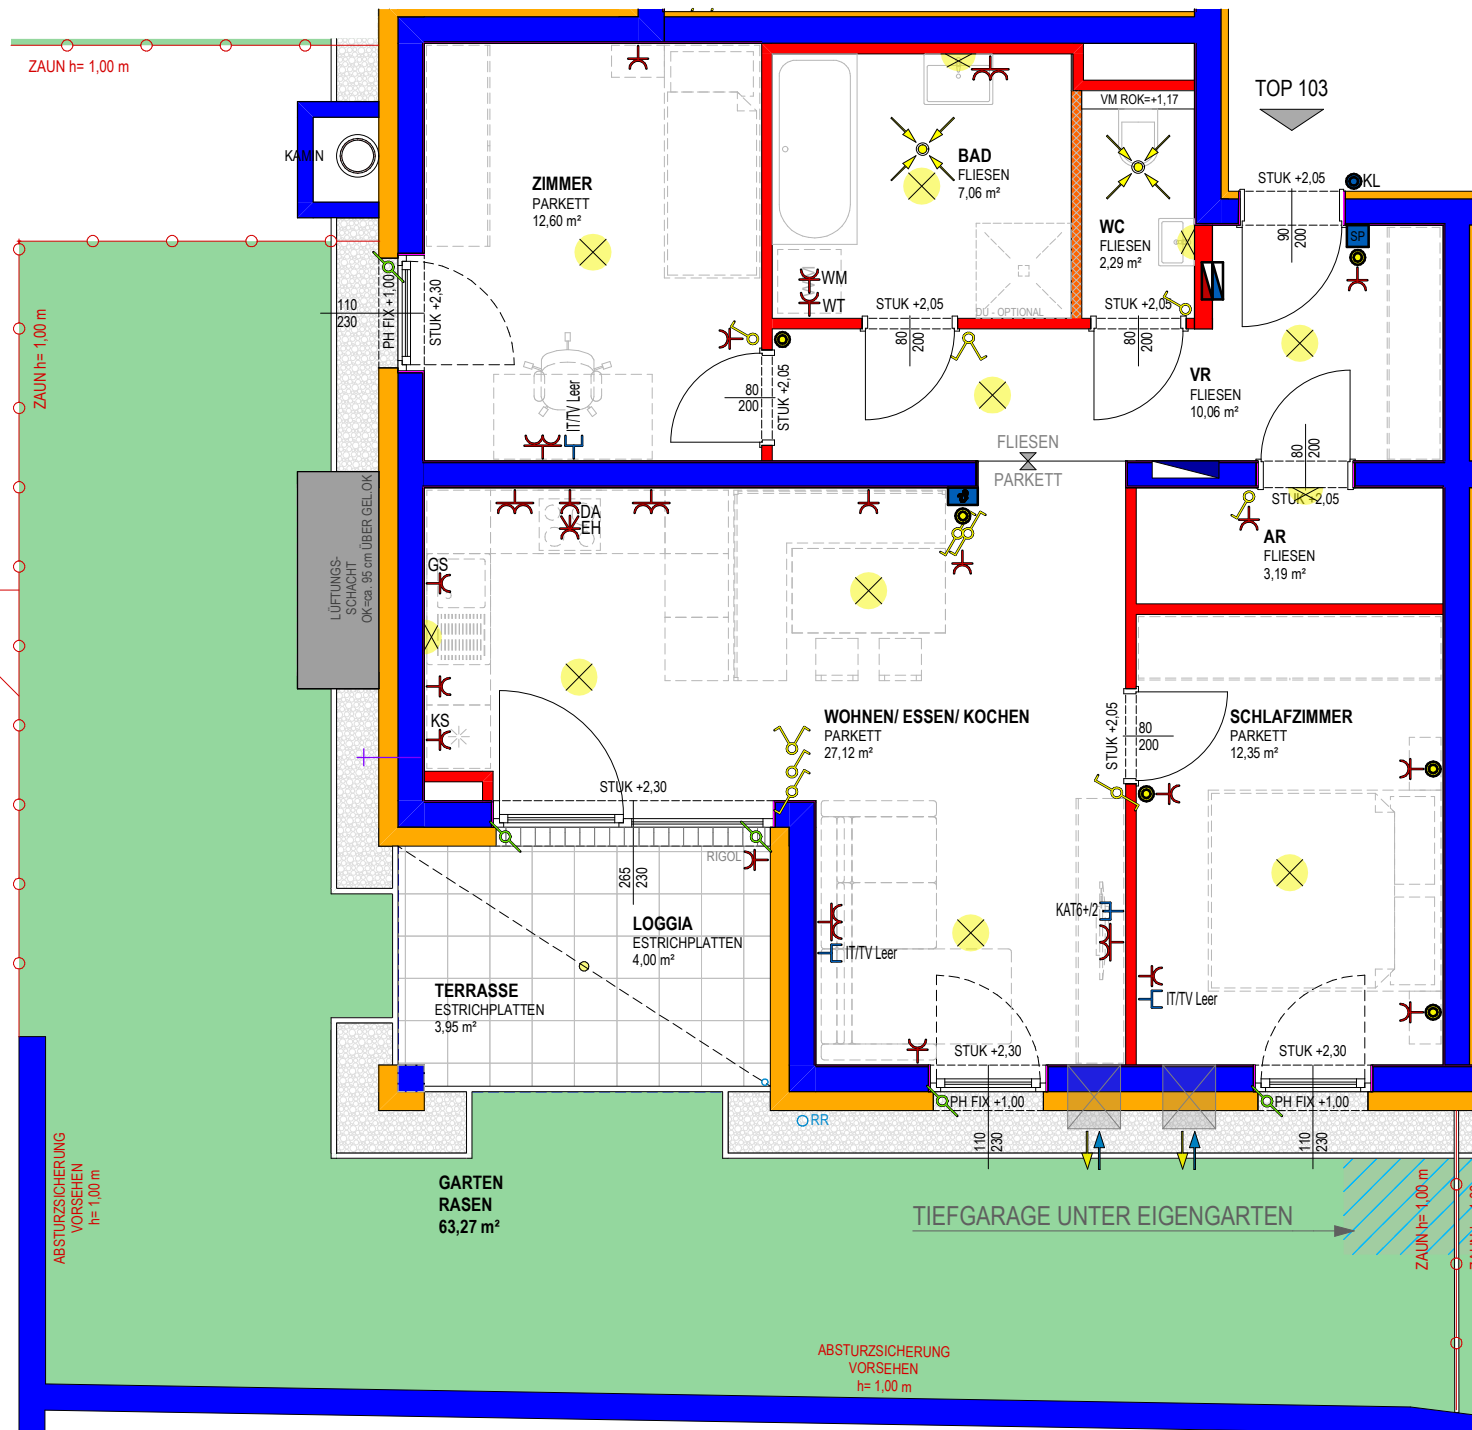 ZAUN h= 1,00 m
KAMIN
ZAUN h= 1,00 m
110
230
PH FIX +1,00
STUK +2,30
ZIMMER
PARKETT
12,60 m²
IT/TV Leer
80
200
STUK +2,05
BAD
FLIESEN
7,06 m²
WM
WT
DU - OPTIONAL
STUK +2,05
80
200
VM ROK=+1,17
WC
FLIESEN
2,29 m²
STUK +2,05
80
200
TOP 103
STUK +2,05
KL
90
200
SP
VR
FLIESEN
10,06 m²
80
200
STUK +2,05
FLIESEN
PARKETT
AR
FLIESEN
3,19 m²
LÜFTUNGS-
SCHACHT
OK=ca. 95 cm ÜBER GEL.OK
DA
EH
GS
KS
WOHNEN/ ESSEN/ KOCHEN
PARKETT
27,12 m²
STUK +2,05
80
200
SCHLAFZIMMER
PARKETT
12,35 m²
STUK +2,30
RIGOL
265
230
LOGGIA
ESTRICHPLATTEN
4,00 m²
TERRASSE
ESTRICHPLATTEN
3,95 m²
IT/TV Leer
KAT6+/2
IT/TV Leer
STUK +2,30
PH FIX +1,00
110
230
STUK +2,30
PH FIX +1,00
110
230
RR
GARTEN
RASEN
63,27 m²
ABSTURZSICHERUNG
VORSEHEN
h= 1,00 m
TIEFGARAGE UNTER EIGENGARTEN
ZAUN h= 1,00 m
ABSTURZSICHERUNG
VORSEHEN
h= 1,00 m